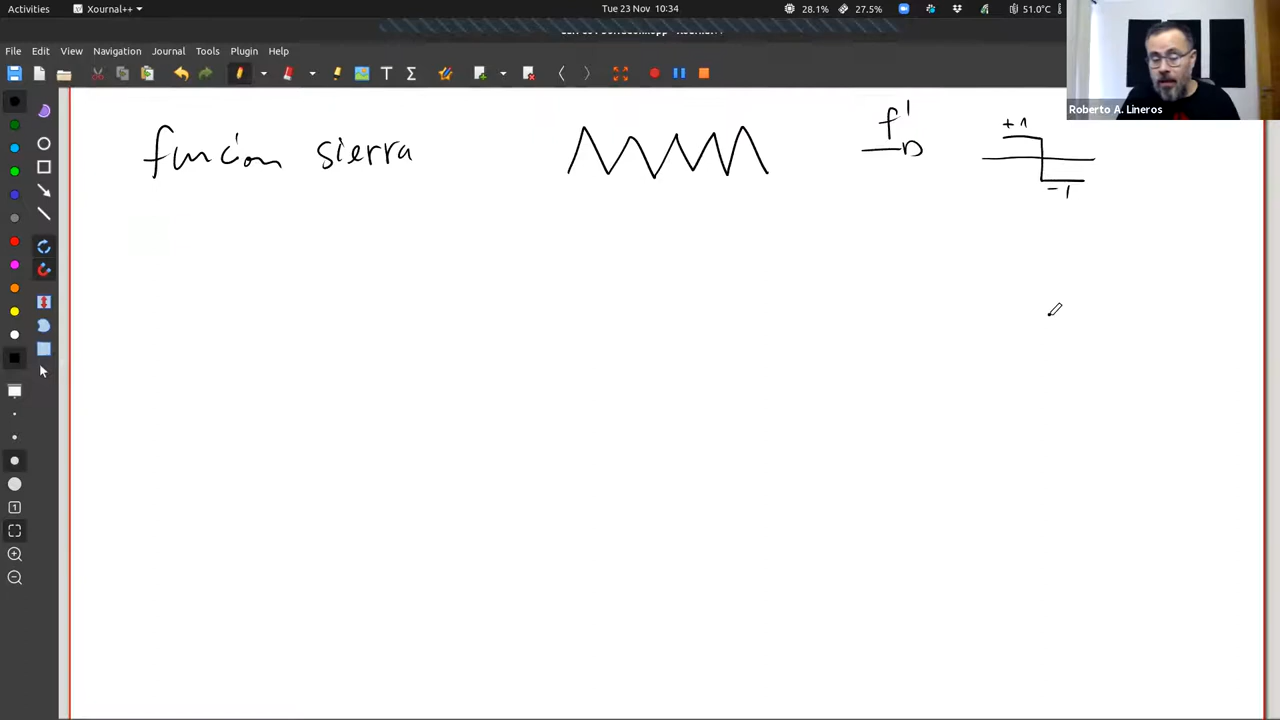 Activities Xournal++ Tue 23 Nov 10:34 28.1% 27.5% 51.0°C
File Edit View Navigation Journal Tools Plugin Help
Roberto A. Lineros
funcion sierra f' +1
-1